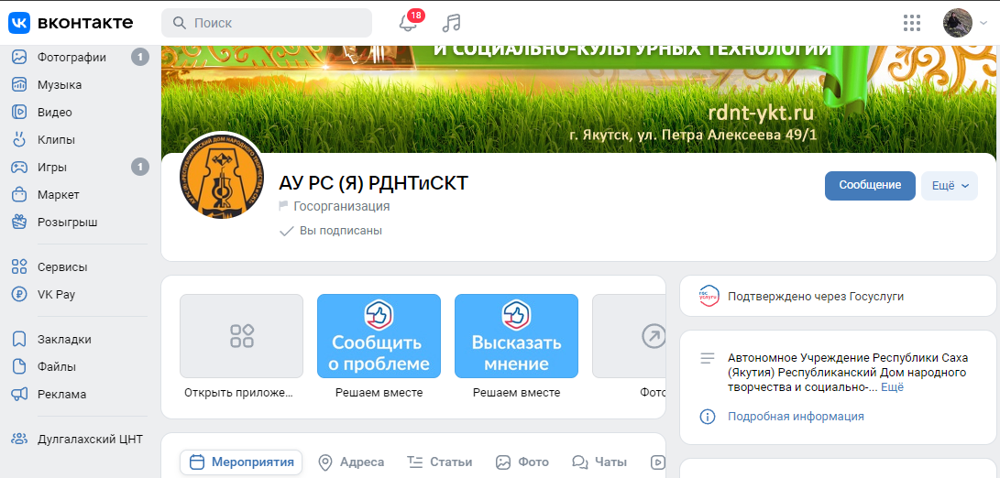 вконтакте
Поиск
18
Фотографии 1
Музыка
Видео
Клипы
Игры 1
Маркет
Розыгрыш
Сервисы
VK Pay
Закладки
Файлы
Реклама
Дулгалахский ЦНТ
И СОЦИАЛЬНО-КУЛЬТУРНЫХ ТЕХНОЛОГИЙ
rdnt-ykt.ru
г. Якутск, ул. Петра Алексеева 49/1
АУ РС (Я) РДНТиСКТ
Госорганизация
Вы подписаны
Сообщение
Ещё
Сообщить
о проблеме
Высказать
мнение
Открыть приложе...
Решаем вместе
Решаем вместе
Фото
госуслуги
Подтверждено через Госуслуги
Автономное Учреждение Республики Саха
(Якутия) Республиканский Дом народного
творчества и социально-... Ещё
Подробная информация
Мероприятия
Адреса
Статьи
Фото
Чаты